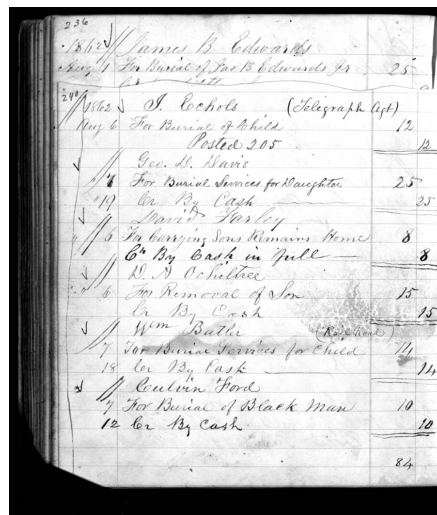 236
1862 James B Edwards
Aug 1 For Burial of Jas B Edwards Jr 25
240 1862 J. Echols (Telegraph Agt)
Aug 6 For Burial of Child 12
Posted 205 12
Geo. D. Davis
" 7 For Burial Services for Daughter 25
" 19 Cr By Cash 25
David Farley
" 6 For Carrying Sons Remains Home 8
Cr By Cash in full 8
D. A Ochiltree
" 6 For Removal of Son 15
Cr By Cash 15
Wm Butler
7 For Burial Services for Child 14
18 Cr By Cash 14
Culvin Ford
7 For Burial of Black Man 10
12 Cr By Cash 10
84